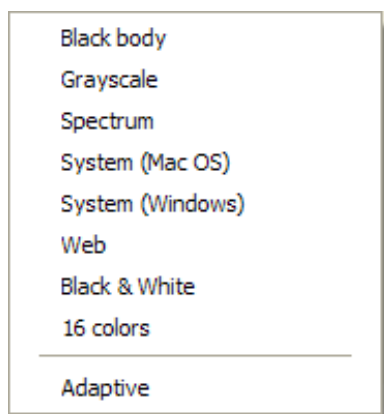 Black body
Grayscale
Spectrum
System (Mac OS)
System (Windows)
Web
Black & White
16 colors
Adaptive